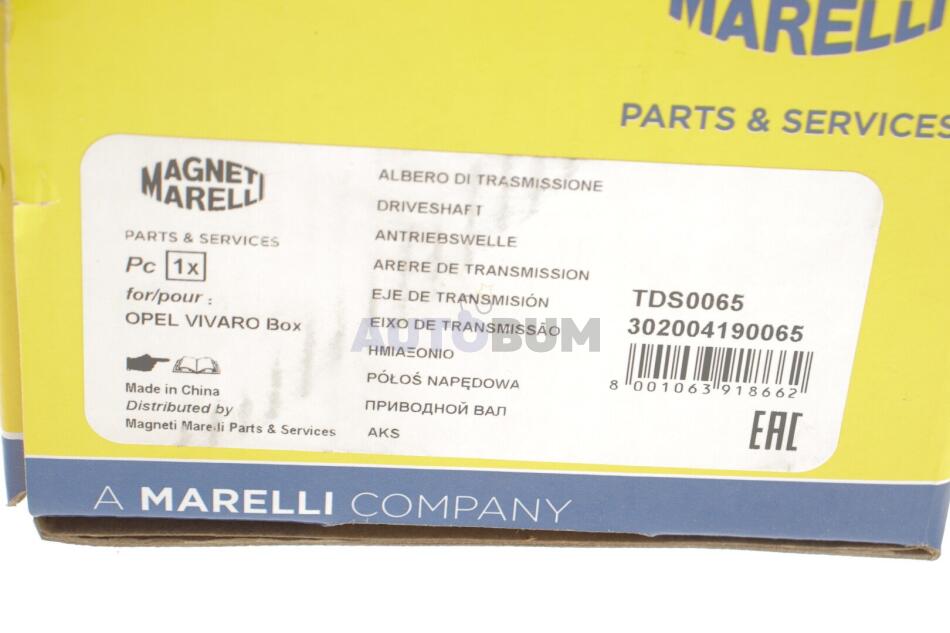 MARELLI
PARTS & SERVICES
MAGNETI
MARELLI
PARTS & SERVICES
Pc 1x
for/pour :
OPEL VIVARO Box
Made in China
Distributed by
Magneti Marelli Parts & Services
ALBERO DI TRASMISSIONE
DRIVESHAFT
ANTRIEBSWELLE
ARBRE DE TRANSMISSION
EJE DE TRANSMISIÓN
EIXO DE TRANSMISSÃO
ΗΜΙΑΞΟΝΙΟ
PÓŁOŚ NAPĘDOWA
ПРИВОДНОЙ ВАЛ
AKS
TDS0065
302004190065
8 001063 918662
EAC
AUTOBUM
A MARELLI COMPANY